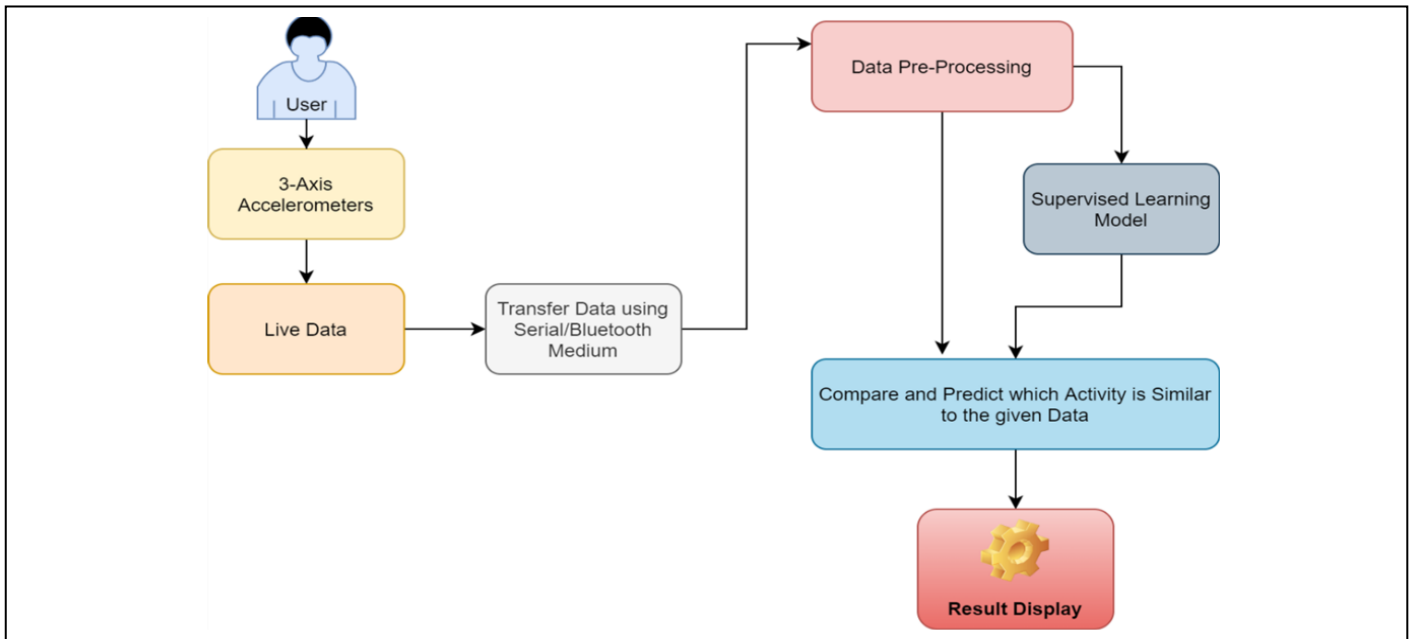 User
3-Axis
Accelerometers
Live Data
Transfer Data using
Serial/Bluetooth
Medium
Data Pre-Processing
Supervised Learning
Model
Compare and Predict which Activity is Similar
to the given Data
Result Display